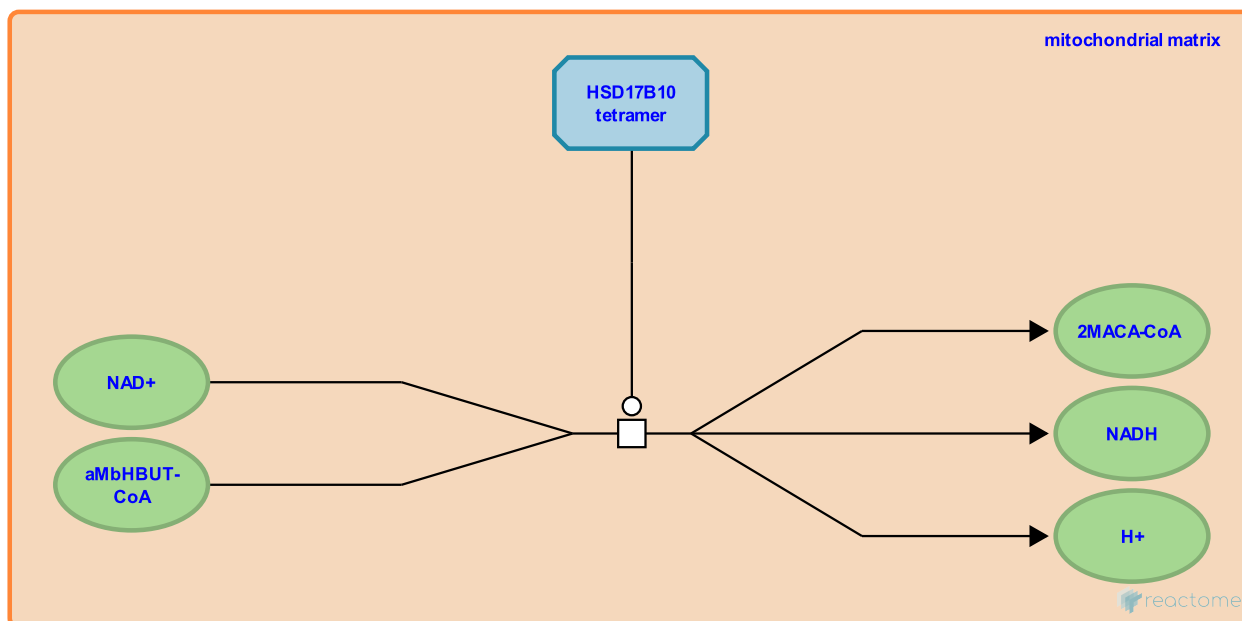 mitochondrial matrix
HSD17B10
tetramer
NAD+
aMbHBUT-
CoA
2MACA-CoA
NADH
H+
reactome